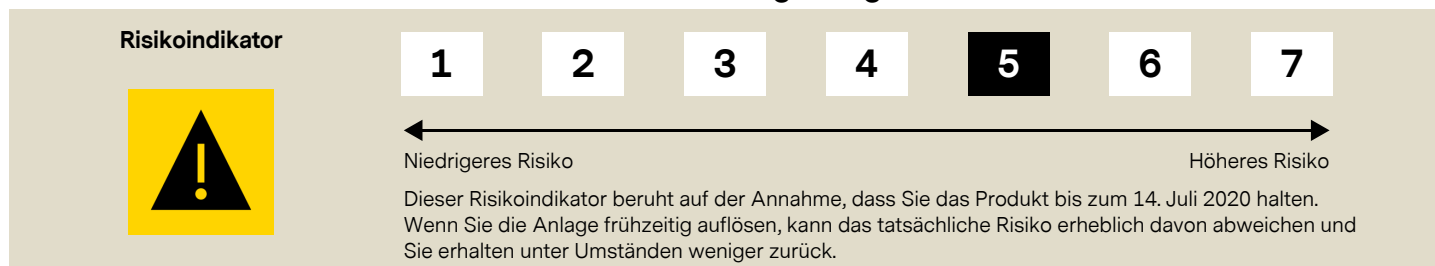 Risikoindikator
1 2 3 4 5 6 7
Niedrigeres Risiko Höheres Risiko
Dieser Risikoindikator beruht auf der Annahme, dass Sie das Produkt bis zum 14. Juli 2020 halten.
Wenn Sie die Anlage frühzeitig auflösen, kann das tatsächliche Risiko erheblich davon abweichen und
Sie erhalten unter Umständen weniger zurück.